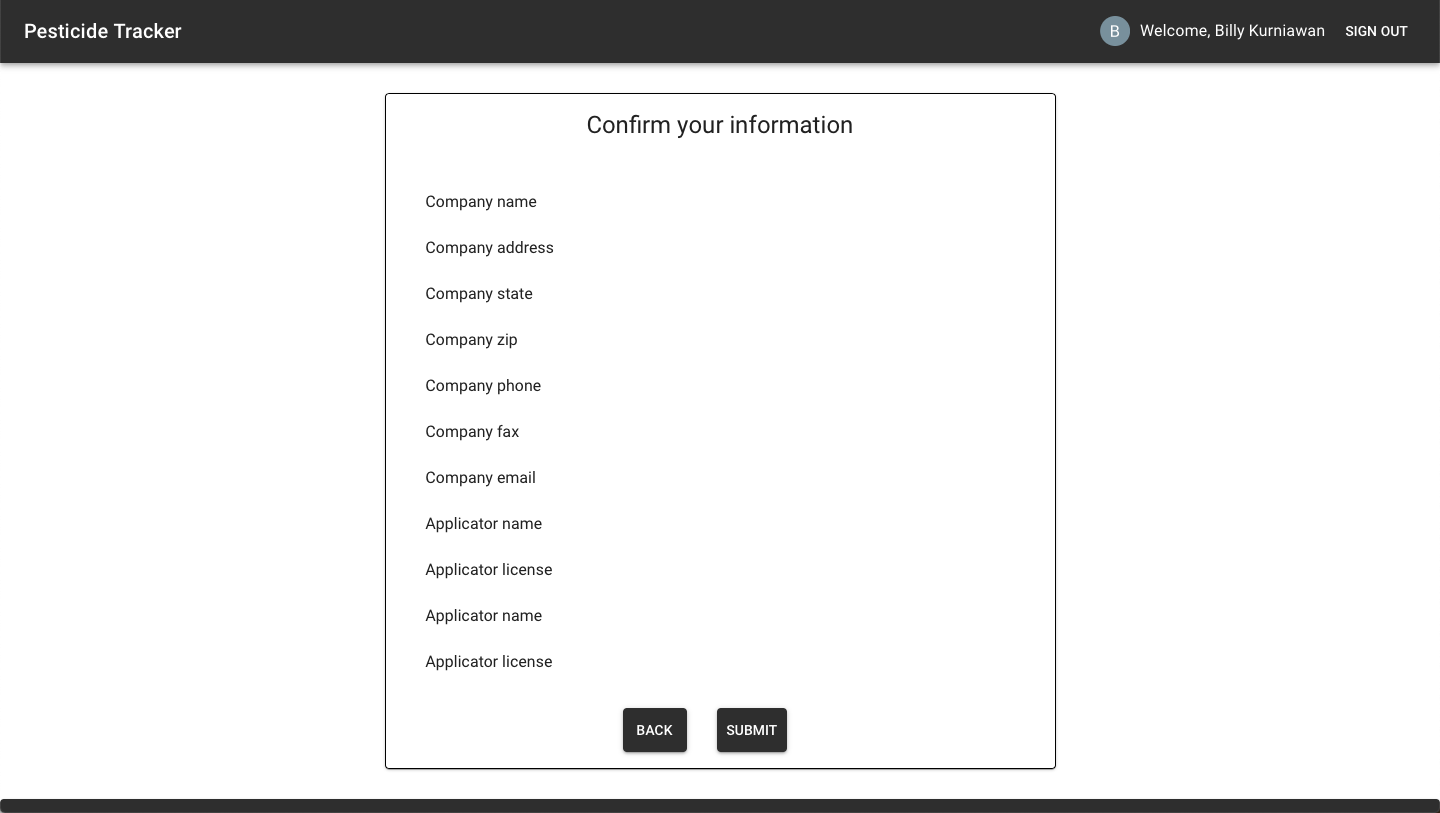 Pesticide Tracker
B
Welcome, Billy Kurniawan
SIGN OUT
Confirm your information
Company name
Company address
Company state
Company zip
Company phone
Company fax
Company email
Applicator name
Applicator license
Applicator name
Applicator license
BACK
SUBMIT